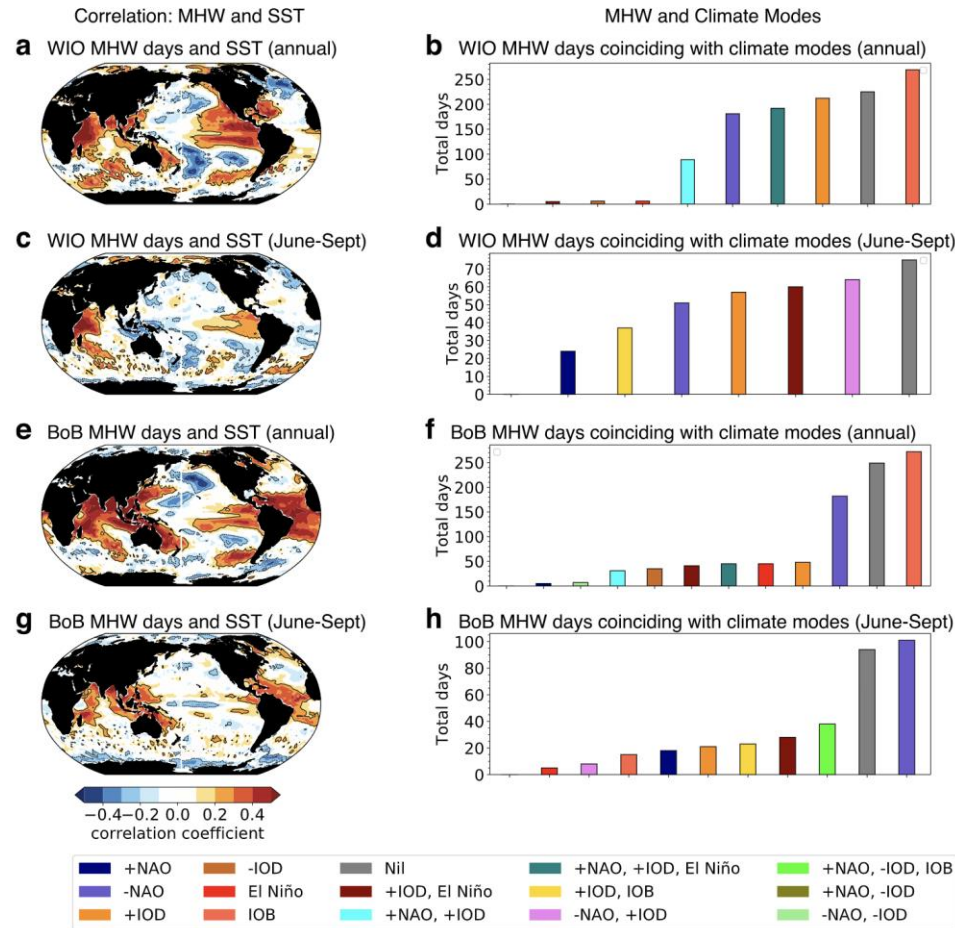 Correlation: MHW and SST
MHW and Climate Modes
a WIO MHW days and SST (annual)
b WIO MHW days coinciding with climate modes (annual)
Total days
250
200
150
100
50
0
c WIO MHW days and SST (June-Sept)
d WIO MHW days coinciding with climate modes (June-Sept)
Total days
70
60
50
40
30
20
10
0
e BoB MHW days and SST (annual)
f BoB MHW days coinciding with climate modes (annual)
Total days
250
200
150
100
50
0
g BoB MHW days and SST (June-Sept)
h BoB MHW days coinciding with climate modes (June-Sept)
Total days
100
80
60
40
20
0
−0.4 −0.2 0.0 0.2 0.4
correlation coefficient
+NAO -IOD Nil +NAO, +IOD, El Niño +NAO, -IOD, IOB
-NAO El Niño +IOD, El Niño +IOD, IOB +NAO, -IOD
+IOD IOB +NAO, +IOD -NAO, +IOD -NAO, -IOD